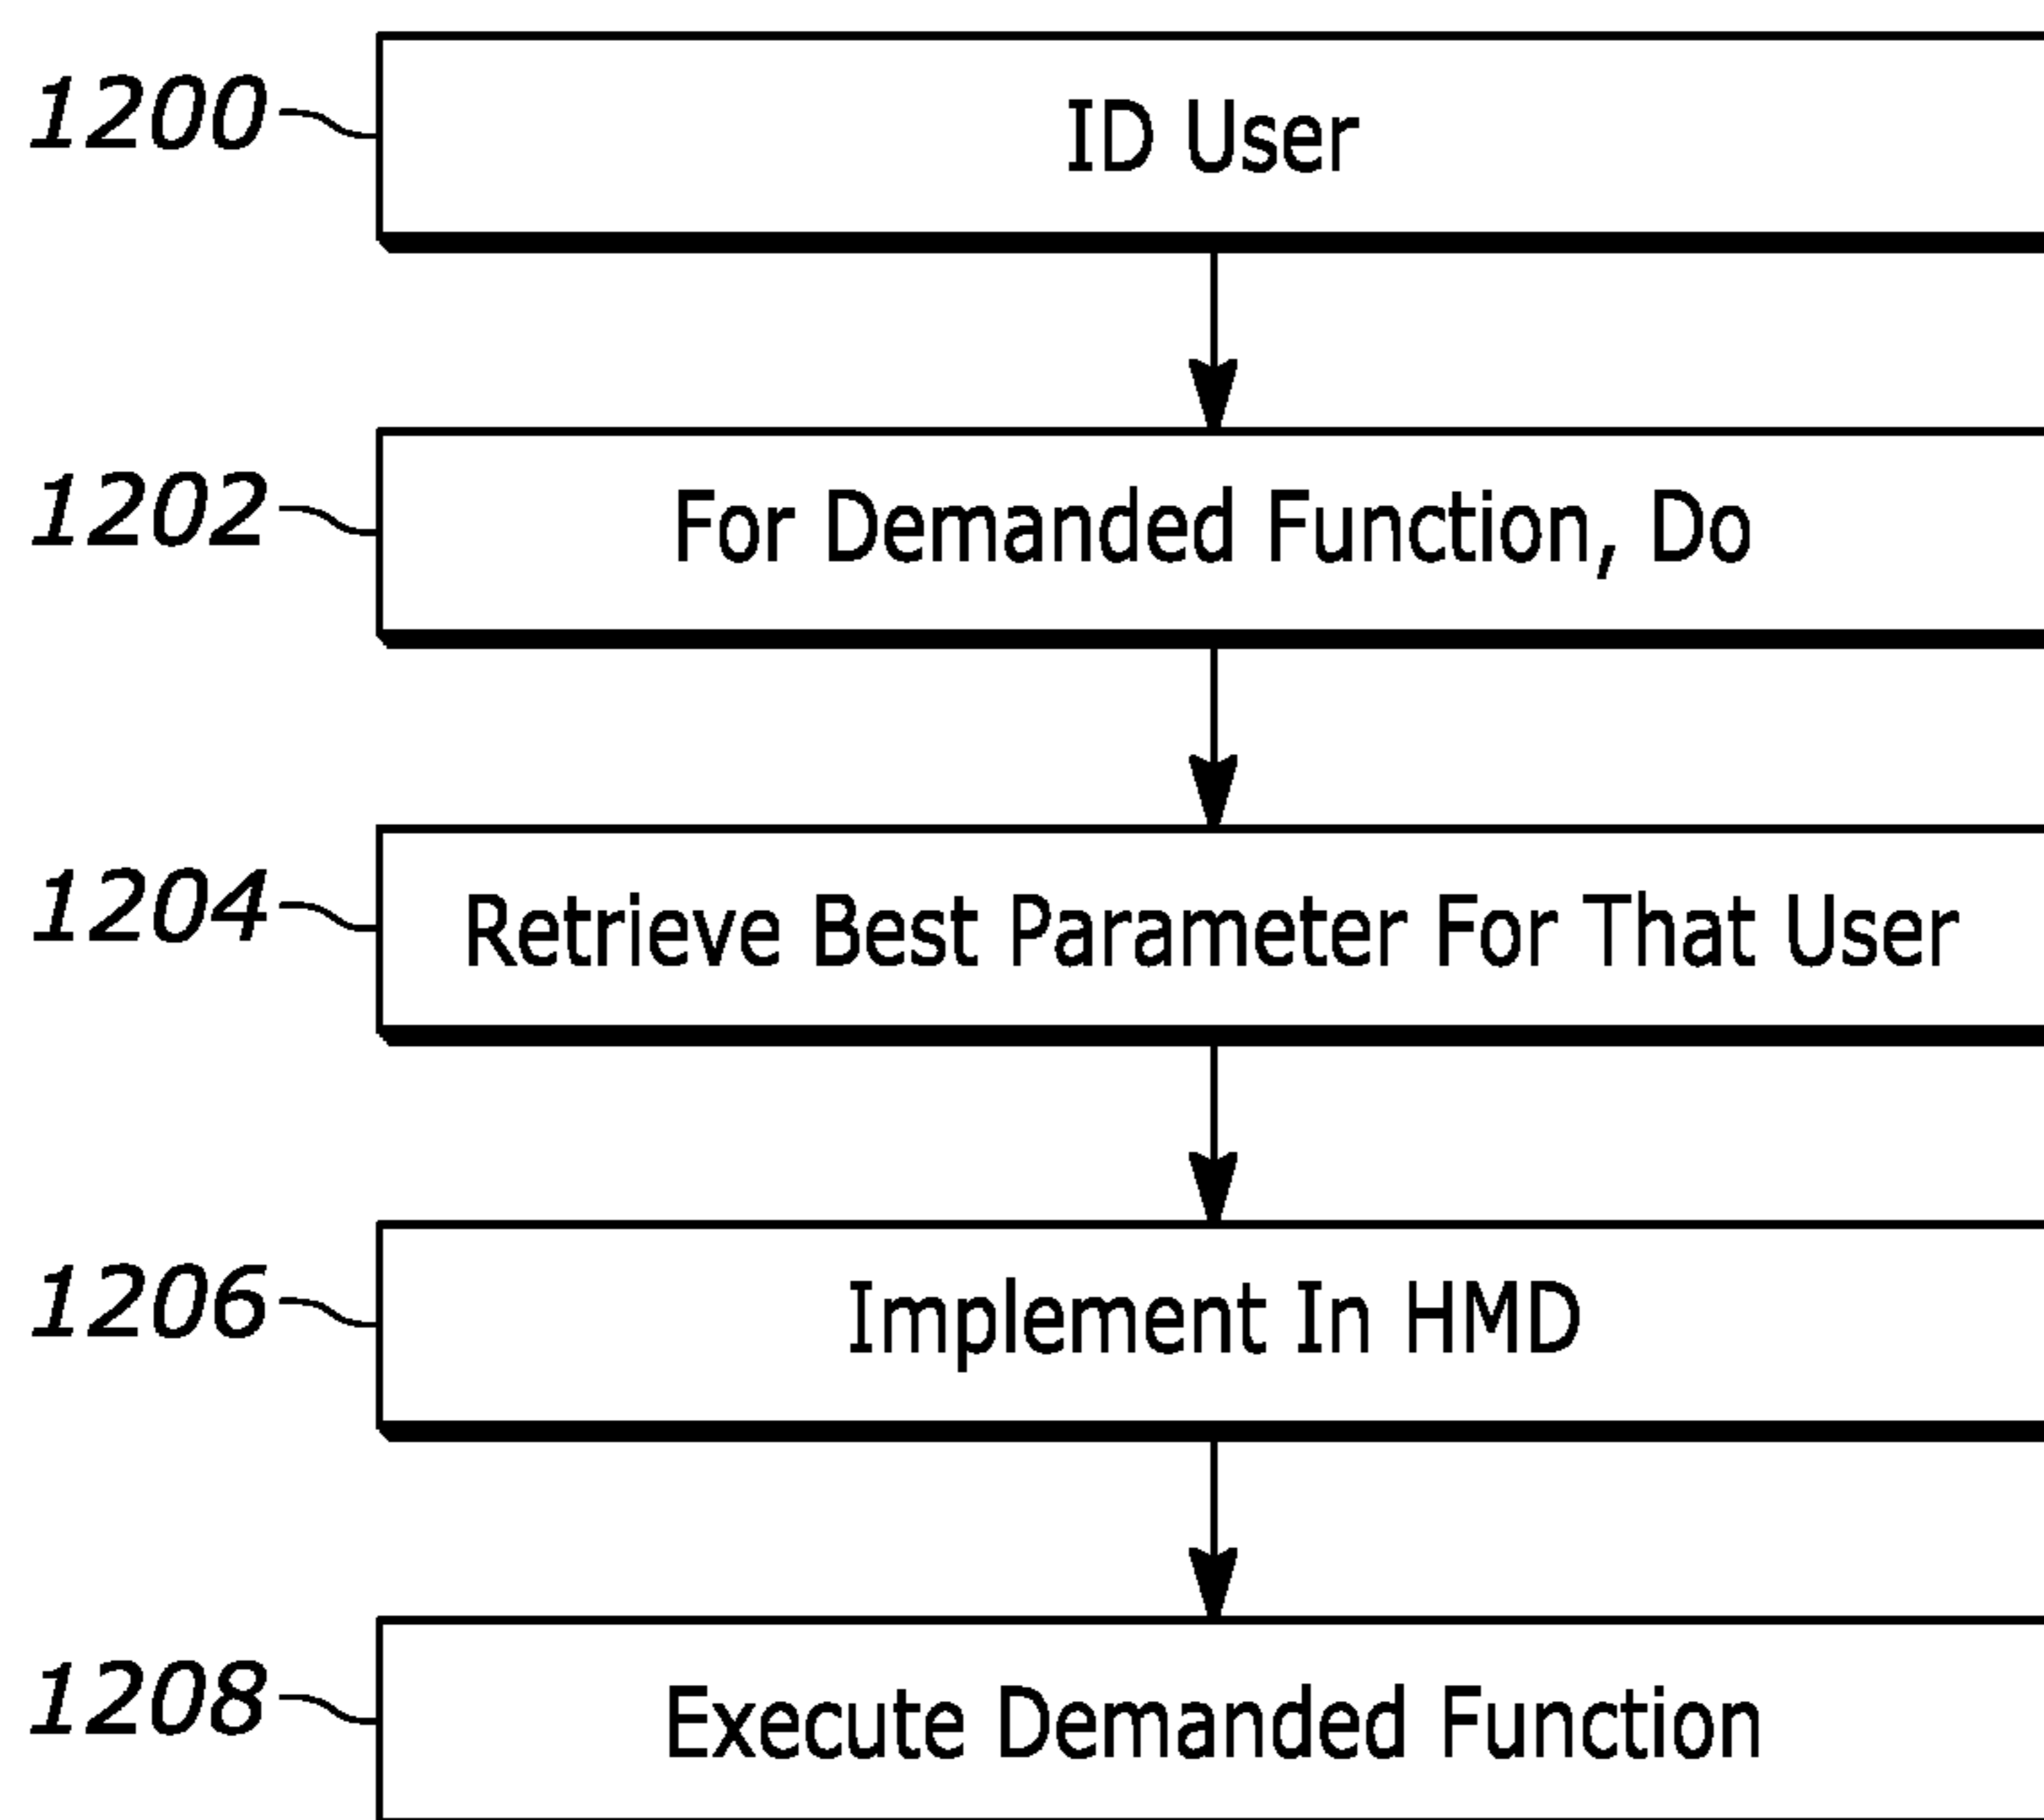 1200
ID User
1202
For Demanded Function, Do
1204
Retrieve Best Parameter For That User
1206
Implement In HMD
1208
Execute Demanded Function